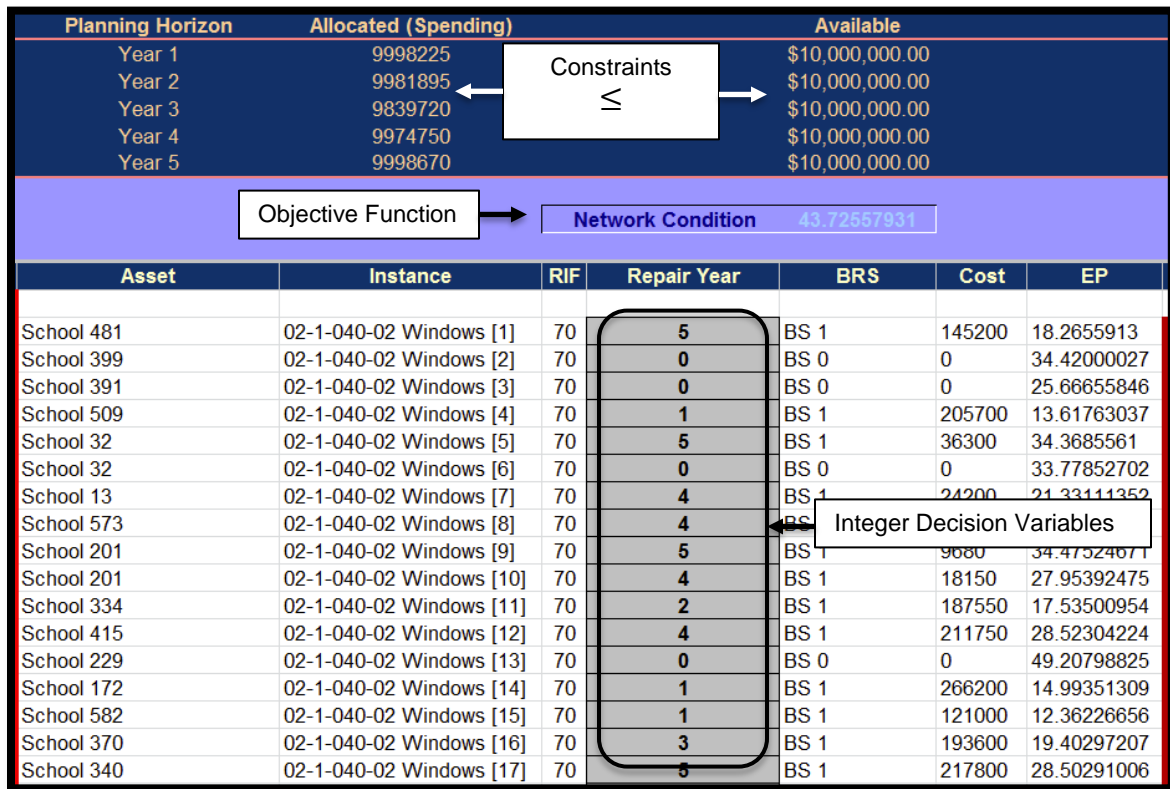 Planning Horizon Allocated (Spending) Available
Year 1 9998225 $10,000,000.00
Year 2 9981895 $10,000,000.00
Year 3 9839720 $10,000,000.00
Year 4 9974750 $10,000,000.00
Year 5 9998670 $10,000,000.00
Constraints
≤
Objective Function
Network Condition 43.72557931
Asset Instance RIF Repair Year BRS Cost EP
School 481 02-1-040-02 Windows [1] 70 5 BS 1 145200 18.2655913
School 399 02-1-040-02 Windows [2] 70 0 BS 0 0 34.42000027
School 391 02-1-040-02 Windows [3] 70 0 BS 0 0 25.66655846
School 509 02-1-040-02 Windows [4] 70 1 BS 1 205700 13.61763037
School 32 02-1-040-02 Windows [5] 70 5 BS 1 36300 34.3685561
School 32 02-1-040-02 Windows [6] 70 0 BS 0 0 33.77852702
School 13 02-1-040-02 Windows [7] 70 4 BS 1 24200 21.33111352
School 573 02-1-040-02 Windows [8] 70 4
Integer Decision Variables
School 201 02-1-040-02 Windows [9] 70 5 BS 1 9680 34.47524671
School 201 02-1-040-02 Windows [10] 70 4 BS 1 18150 27.95392475
School 334 02-1-040-02 Windows [11] 70 2 BS 1 187550 17.53500954
School 415 02-1-040-02 Windows [12] 70 4 BS 1 211750 28.52304224
School 229 02-1-040-02 Windows [13] 70 0 BS 0 0 49.20798825
School 172 02-1-040-02 Windows [14] 70 1 BS 1 266200 14.99351309
School 582 02-1-040-02 Windows [15] 70 1 BS 1 121000 12.36226656
School 370 02-1-040-02 Windows [16] 70 3 BS 1 193600 19.40297207
School 340 02-1-040-02 Windows [17] 70 5 BS 1 217800 28.50291006